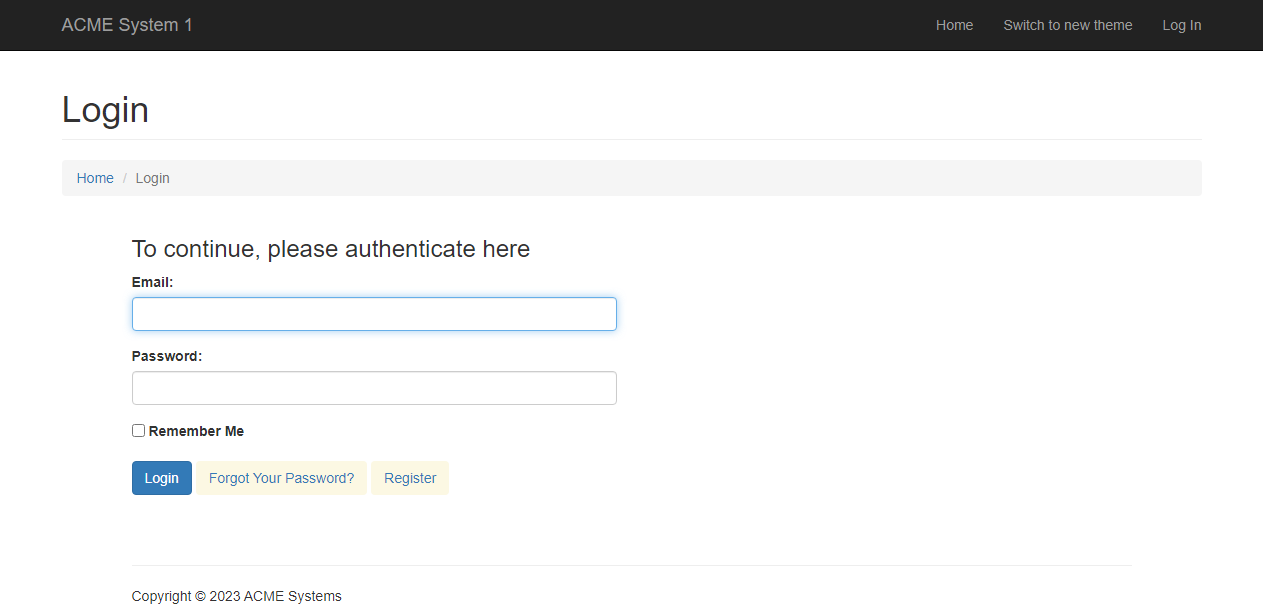 ACME System 1 Home Switch to new theme Log In
Login
Home / Login
To continue, please authenticate here
Email:
Password:
Remember Me
Login Forgot Your Password? Register
Copyright © 2023 ACME Systems